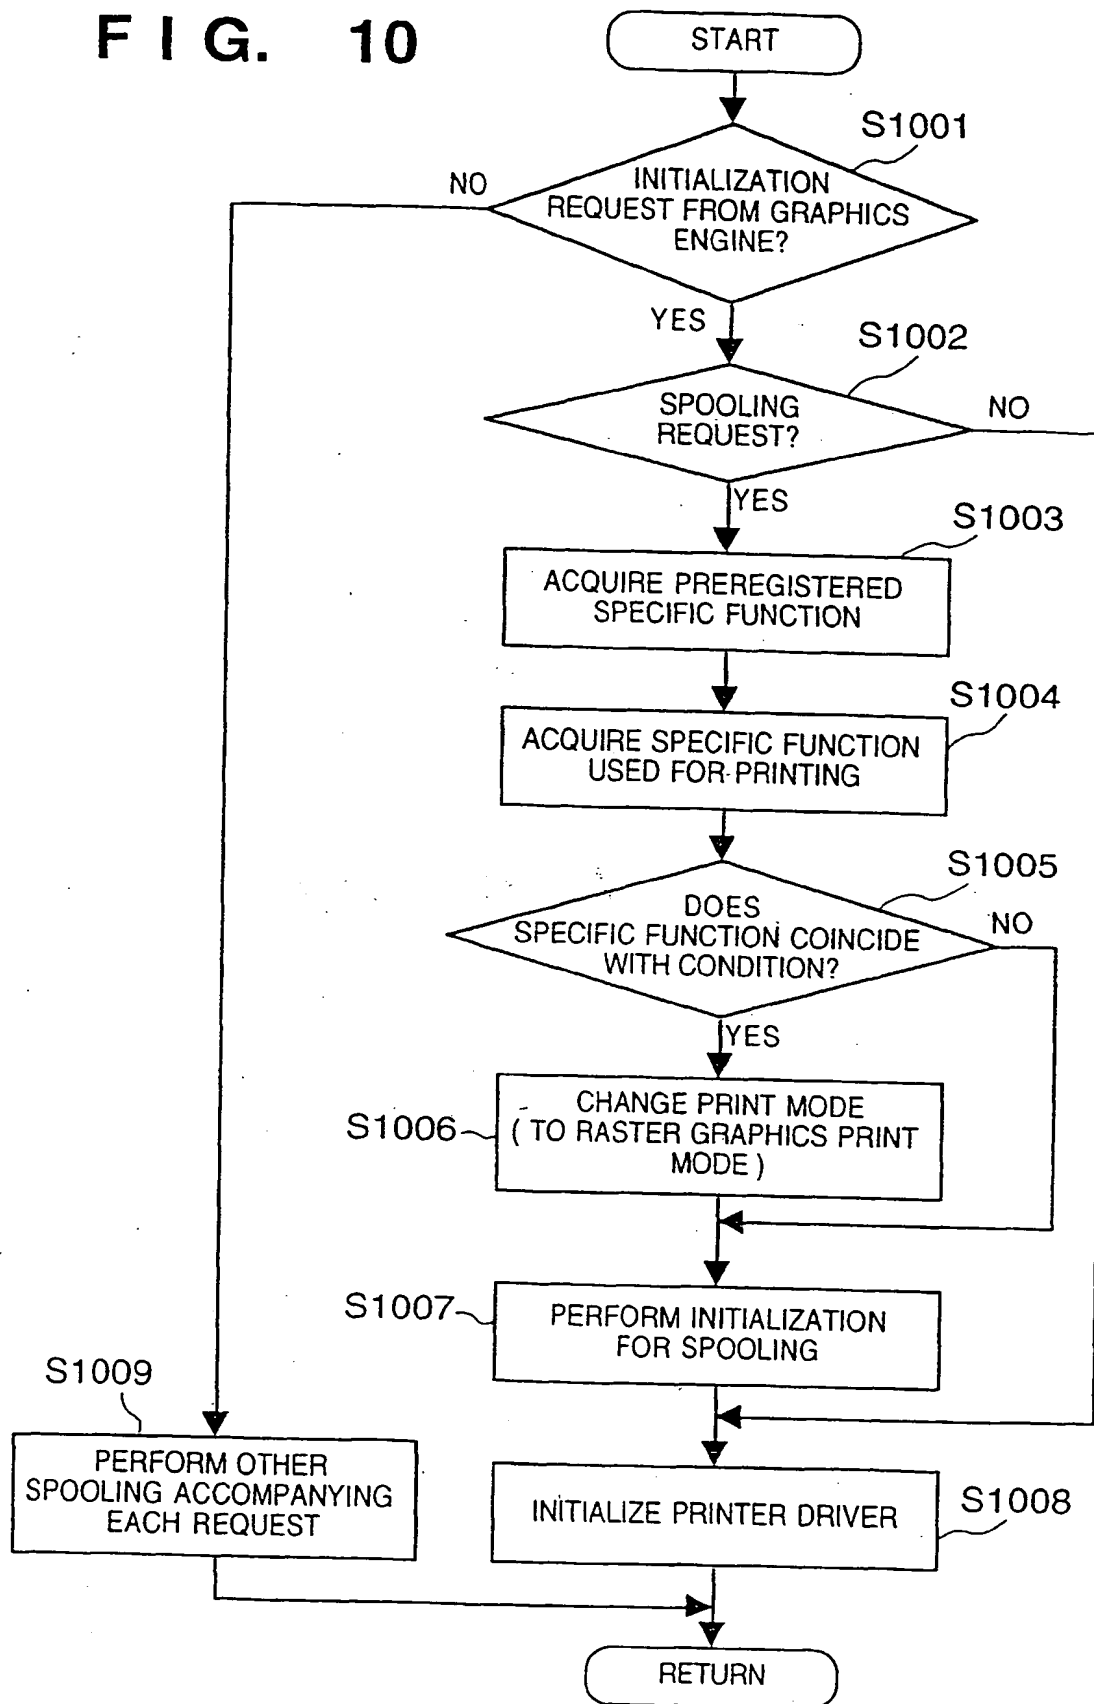 FIG. 10
START
S1001
INITIALIZATION
REQUEST FROM GRAPHICS
ENGINE?
NO
YES
S1002
SPOOLING
REQUEST?
NO
YES
S1003
ACQUIRE PREREGISTERED
SPECIFIC FUNCTION
S1004
ACQUIRE SPECIFIC FUNCTION
USED FOR PRINTING
S1005
DOES
SPECIFIC FUNCTION COINCIDE
WITH CONDITION?
NO
YES
S1006
CHANGE PRINT MODE
( TO RASTER GRAPHICS PRINT
MODE )
S1007
PERFORM INITIALIZATION
FOR SPOOLING
S1009
PERFORM OTHER
SPOOLING ACCOMPANYING
EACH REQUEST
INITIALIZE PRINTER DRIVER
S1008
RETURN